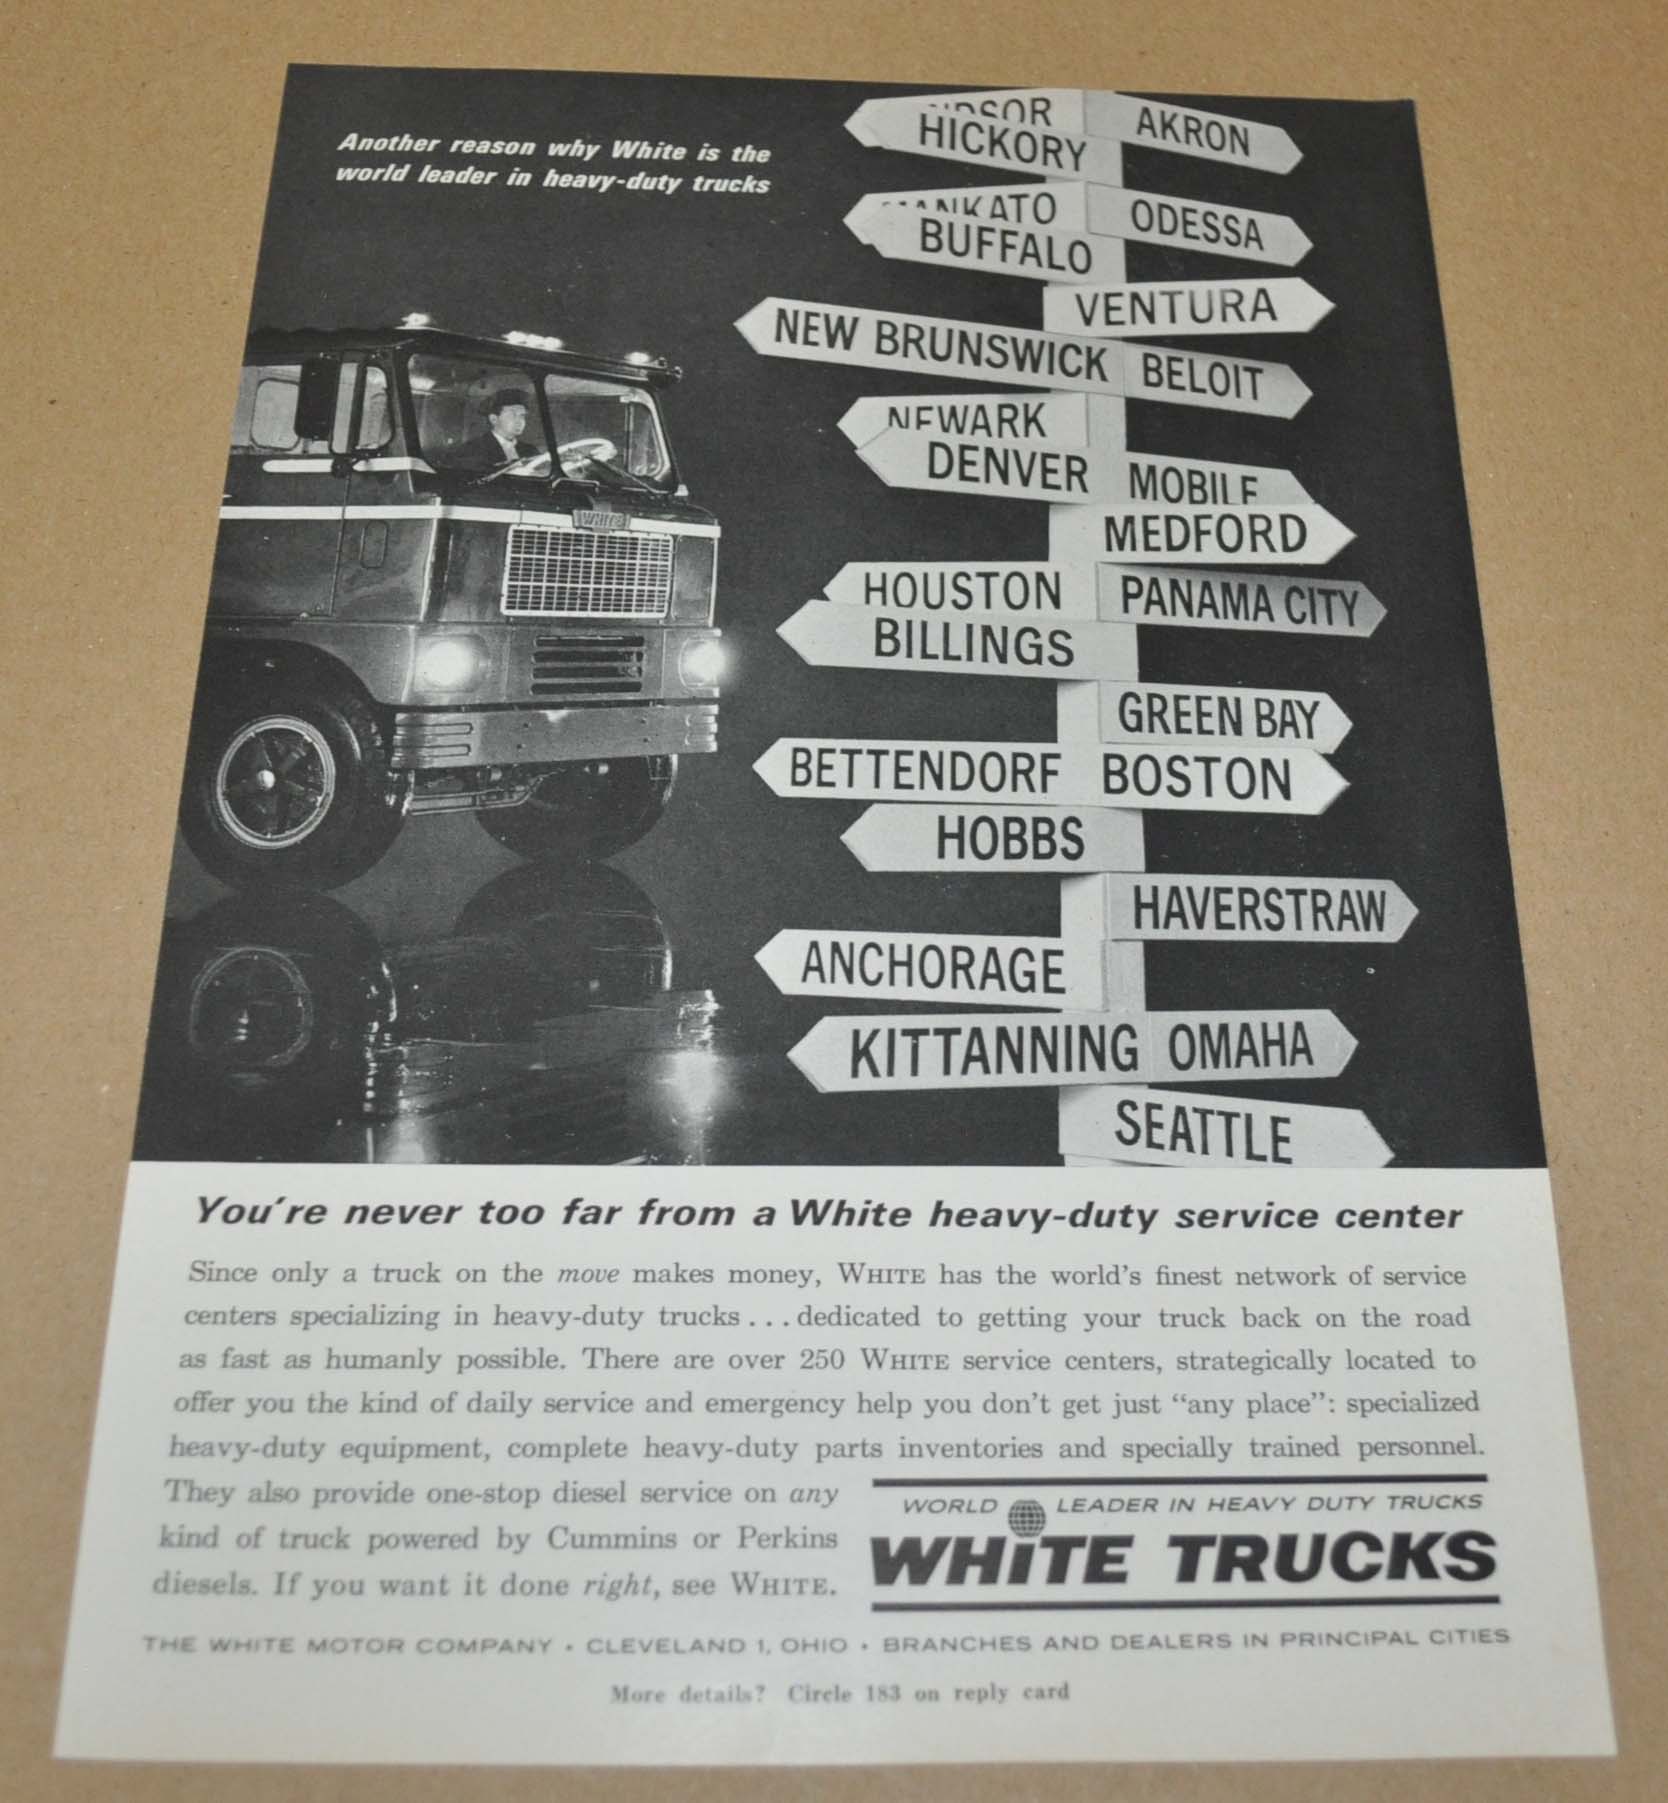 Another reason why White is the
world leader in heavy-duty trucks
HICKORY
AKRON
ODESSA
BUFFALO
VENTURA
NEW BRUNSWICK
BELOIT
NEWARK
DENVER
MOBILE
MEDFORD
HOUSTON
PANAMA CITY
BILLINGS
GREEN BAY
BETTENDORF
BOSTON
HOBBS
HAVERSTRAW
ANCHORAGE
KITTANNING
OMAHA
SEATTLE
WHITE
You're never too far from a White heavy-duty service center
Since only a truck on the move makes money, WHITE has the world's finest network of service
centers specializing in heavy-duty trucks... dedicated to getting your truck back on the road
as fast as humanly possible. There are over 250 WHITE service centers, strategically located to
offer you the kind of daily service and emergency help you don't get just "any place": specialized
heavy-duty equipment, complete heavy-duty parts inventories and specially trained personnel.
They also provide one-stop diesel service on any
kind of truck powered by Cummins or Perkins
diesels. If you want it done right, see WHITE.
WORLD LEADER IN HEAVY DUTY TRUCKS
WHiTE TRUCKS
THE WHITE MOTOR COMPANY • CLEVELAND 1, OHIO • BRANCHES AND DEALERS IN PRINCIPAL CITIES
More details? Circle 183 on reply card